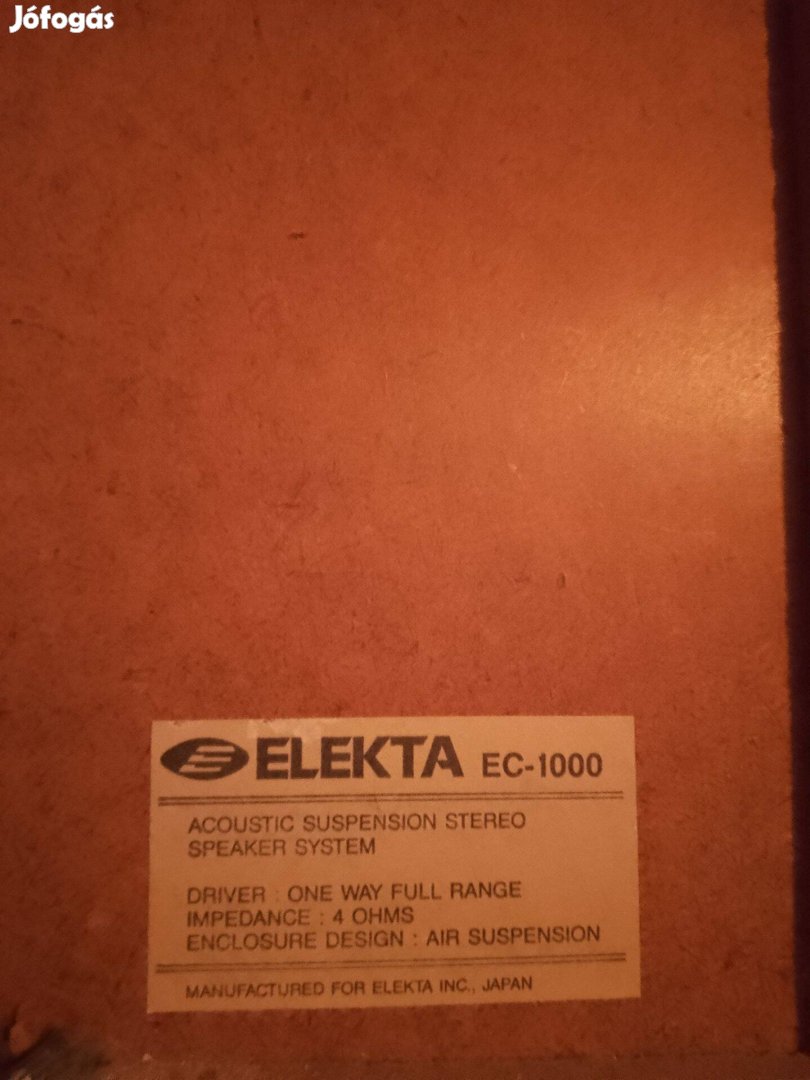 Jófogás
ELEKTA EC-1000
ACOUSTIC SUSPENSION STEREO
SPEAKER SYSTEM
DRIVER : ONE WAY FULL RANGE
IMPEDANCE : 4 OHMS
ENCLOSURE DESIGN : AIR SUSPENSION
MANUFACTURED FOR ELEKTA INC., JAPAN